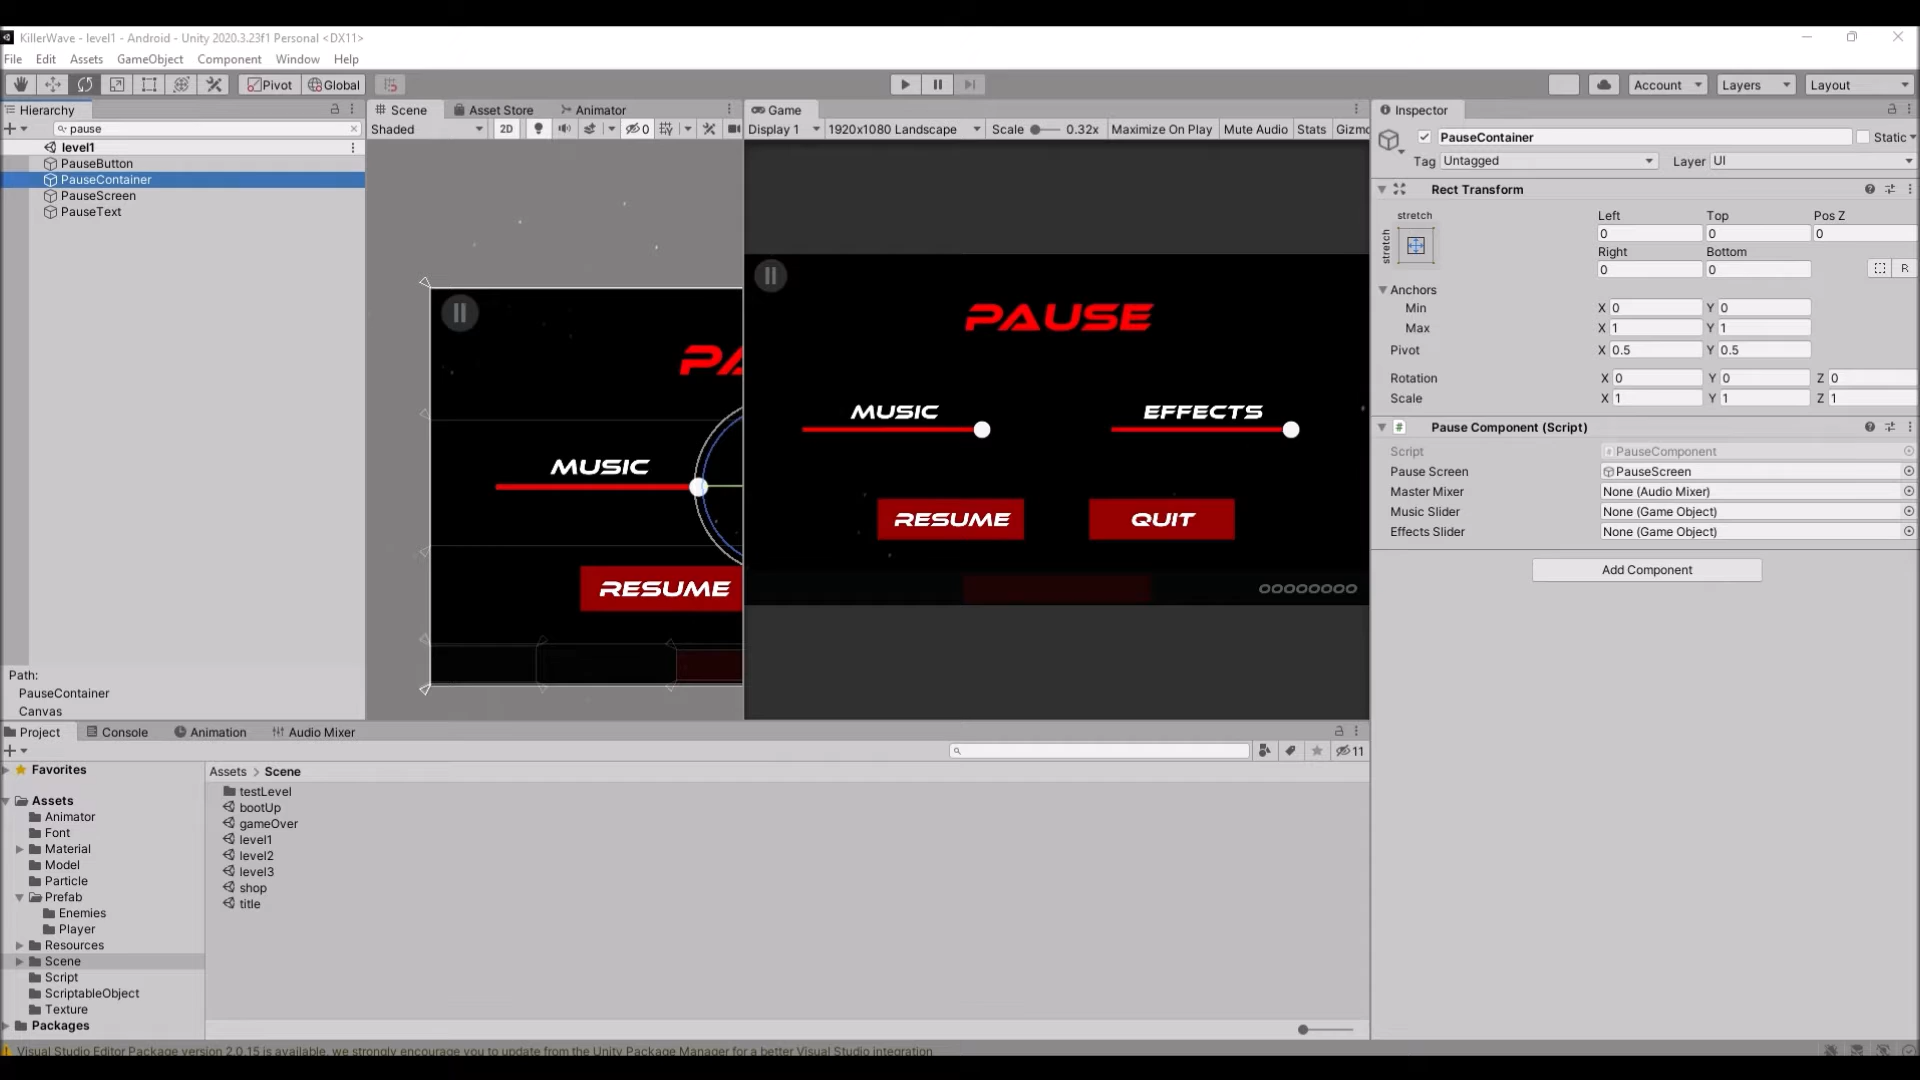 KillerWave - level1 - Android - Unity 2020.3.23f1 Personal <DX11>
File Edit Assets GameObject Component Window Help
Pivot Global Account Layers Layout
Hierarchy
pause
level1
PauseButton
PauseContainer
PauseScreen
PauseText
Path:
PauseContainer
Canvas
Scene Asset Store Animator
Shaded 2D 0
PA
MUSIC
RESUME
Game
Display 1 1920x1080 Landscape Scale 0.32x Maximize On Play Mute Audio Stats Gizmo
PAUSE
MUSIC EFFECTS
RESUME QUIT
00000000
Inspector
PauseContainer Static
Tag Untagged Layer UI
Rect Transform
stretch Left Top Pos Z
stretch 0 0 0
Right Bottom
0 0 R
Anchors
Min X 0 Y 0
Max X 1 Y 1
Pivot X 0.5 Y 0.5
Rotation X 0 Y 0 Z 0
Scale X 1 Y 1 Z 1
# Pause Component (Script)
Script PauseComponent
Pause Screen PauseScreen
Master Mixer None (Audio Mixer)
Music Slider None (Game Object)
Effects Slider None (Game Object)
Add Component
Project Console Animation Audio Mixer
11
Favorites
Assets
Animator
Font
Material
Model
Particle
Prefab
Enemies
Player
Resources
Scene
Script
ScriptableObject
Texture
Packages
Assets > Scene
testLevel
bootUp
gameOver
level1
level2
level3
shop
title
Visual Studio Editor Package version 2.0.15 is available, we strongly encourage you to update from the Unity Package Manager for a better Visual Studio integration